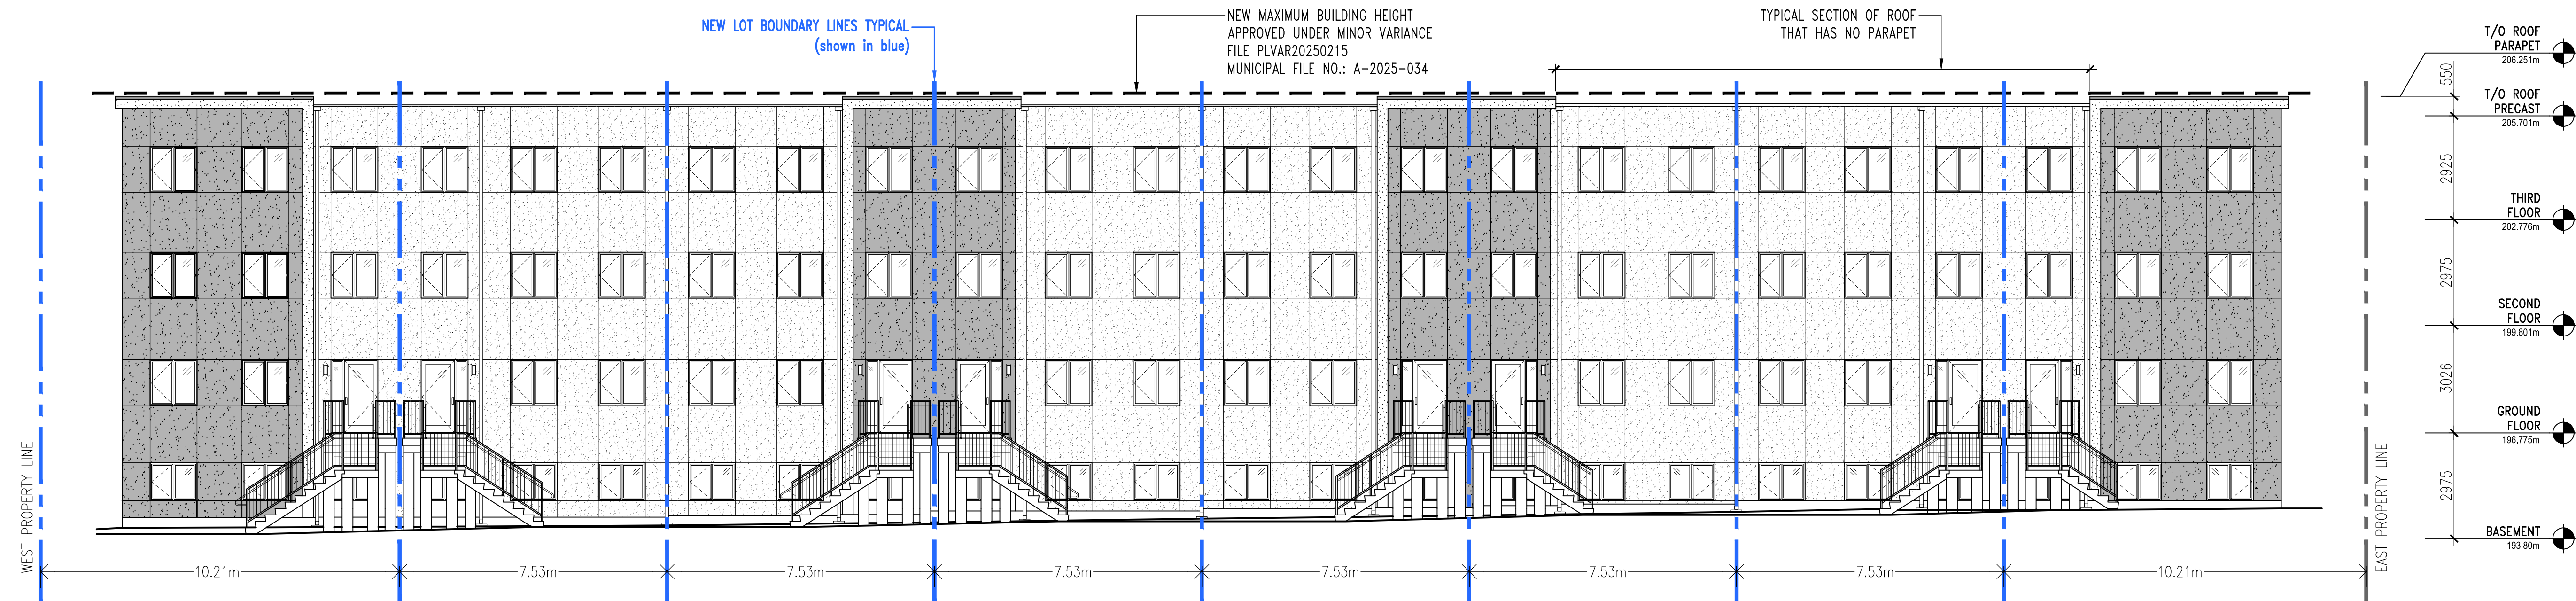 NEW LOT BOUNDARY LINES TYPICAL
(shown in blue)
NEW MAXIMUM BUILDING HEIGHT
APPROVED UNDER MINOR VARIANCE
FILE PLVAR20250215
MUNICIPAL FILE NO.: A-2025-034
TYPICAL SECTION OF ROOF
THAT HAS NO PARAPET
T/O ROOF
PARAPET
206.251m
550
T/O ROOF
PRECAST
205.701m
2925
THIRD
FLOOR
202.776m
2975
SECOND
FLOOR
199.801m
3026
GROUND
FLOOR
196.775m
2975
BASEMENT
193.80m
WEST PROPERTY LINE
EAST PROPERTY LINE
10.21m
7.53m
7.53m
7.53m
7.53m
7.53m
7.53m
10.21m